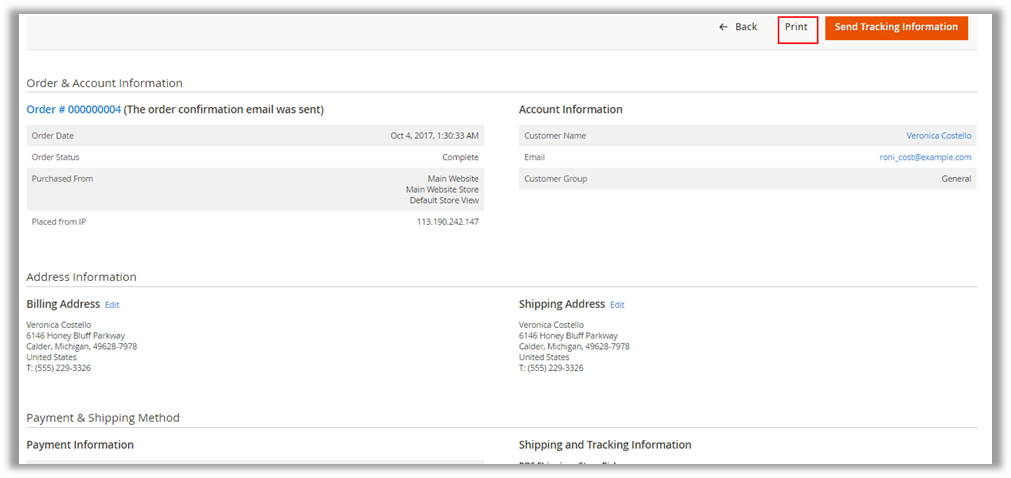 Back Print Send Tracking Information
Order & Account Information
Order # 000000004 (The order confirmation email was sent)
Order Date Oct 4, 2017, 1:30:33 AM
Order Status Complete
Purchased From Main Website
Main Website Store
Default Store View
Placed from IP 113.190.242.147
Account Information
Customer Name Veronica Costello
Email roni_cost@example.com
Customer Group General
Address Information
Billing Address Edit
Veronica Costello
6146 Honey Bluff Parkway
Calder, Michigan, 49628-7978
United States
T: (555) 229-3326
Shipping Address Edit
Veronica Costello
6146 Honey Bluff Parkway
Calder, Michigan, 49628-7978
United States
T: (555) 229-3326
Payment & Shipping Method
Payment Information
Shipping and Tracking Information